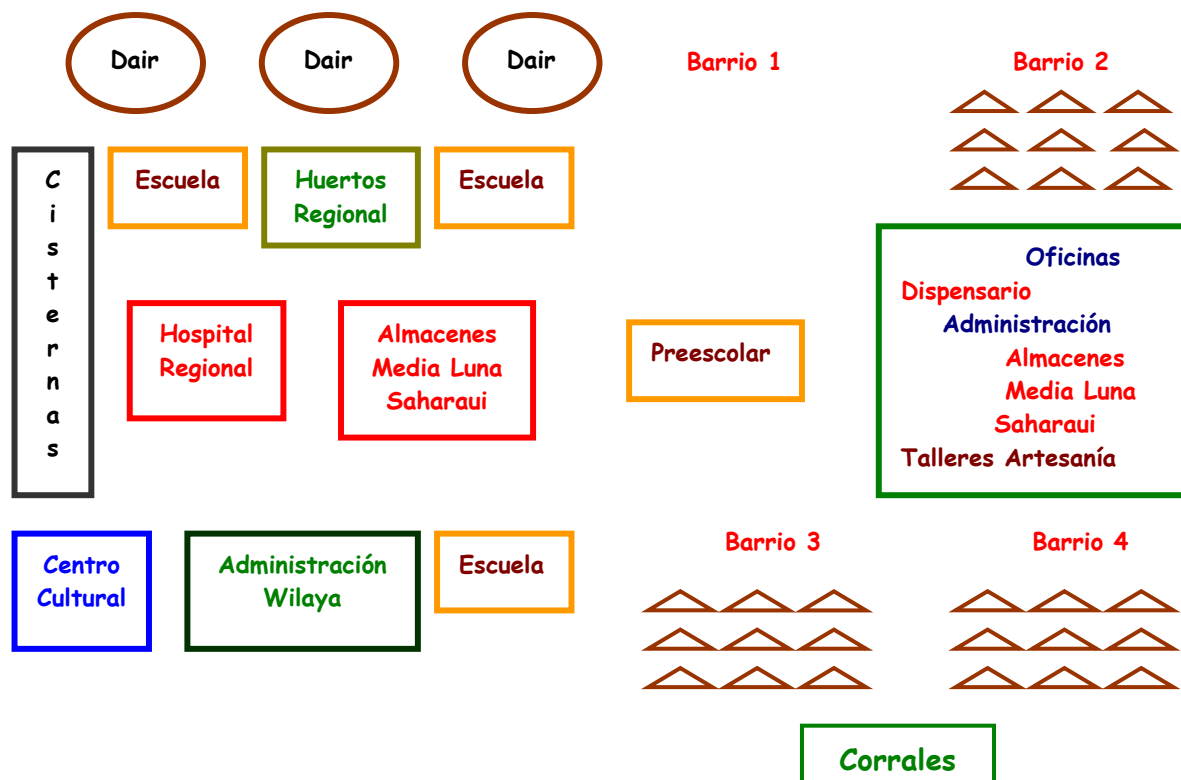 Dair
Dair
Dair
Barrio 1
Barrio 2
Cisternas
Escuela
Huertos
Regional
Escuela
Hospital
Regional
Almacenes
Media Luna
Saharaui
Preescolar
Oficinas
Dispensario
Administración
Almacenes
Media Luna
Saharaui
Talleres Artesanía
Centro
Cultural
Administración
Wilaya
Escuela
Barrio 3
Barrio 4
Corrales